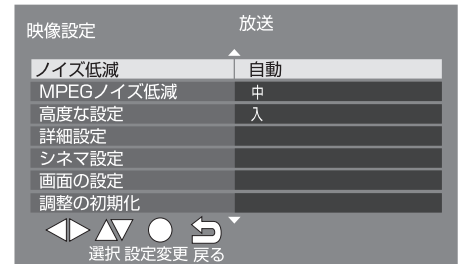 映像設定 放送
ノイズ低減 自動
MPEGノイズ低減 中
高度な設定 入
詳細設定
シネマ設定
画面の設定
調整の初期化
選択 設定変更 戻る